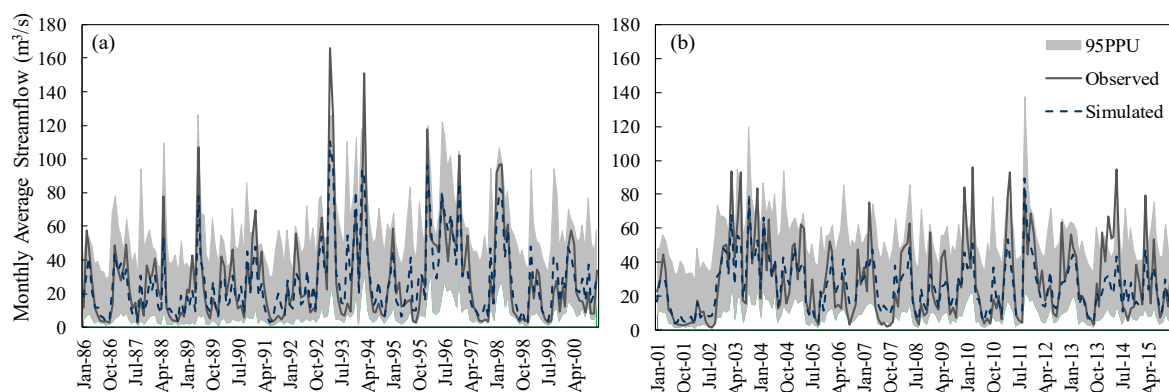 Monthly Average Streamflow (m³/s)
(a)
180
160
140
120
100
80
60
40
20
0
Jan-86
Oct-86
Jul-87
Apr-88
Jan-89
Oct-89
Jul-90
Apr-91
Jan-92
Oct-92
Jul-93
Apr-94
Jan-95
Oct-95
Jul-96
Apr-97
Jan-98
Oct-98
Jul-99
Apr-00
(b)
180
160
140
120
100
80
60
40
20
0
Jan-01
Oct-01
Jul-02
Apr-03
Jan-04
Oct-04
Jul-05
Apr-06
Jan-07
Oct-07
Jul-08
Apr-09
Jan-10
Oct-10
Jul-11
Apr-12
Jan-13
Oct-13
Jul-14
Apr-15
95PPU
Observed
Simulated